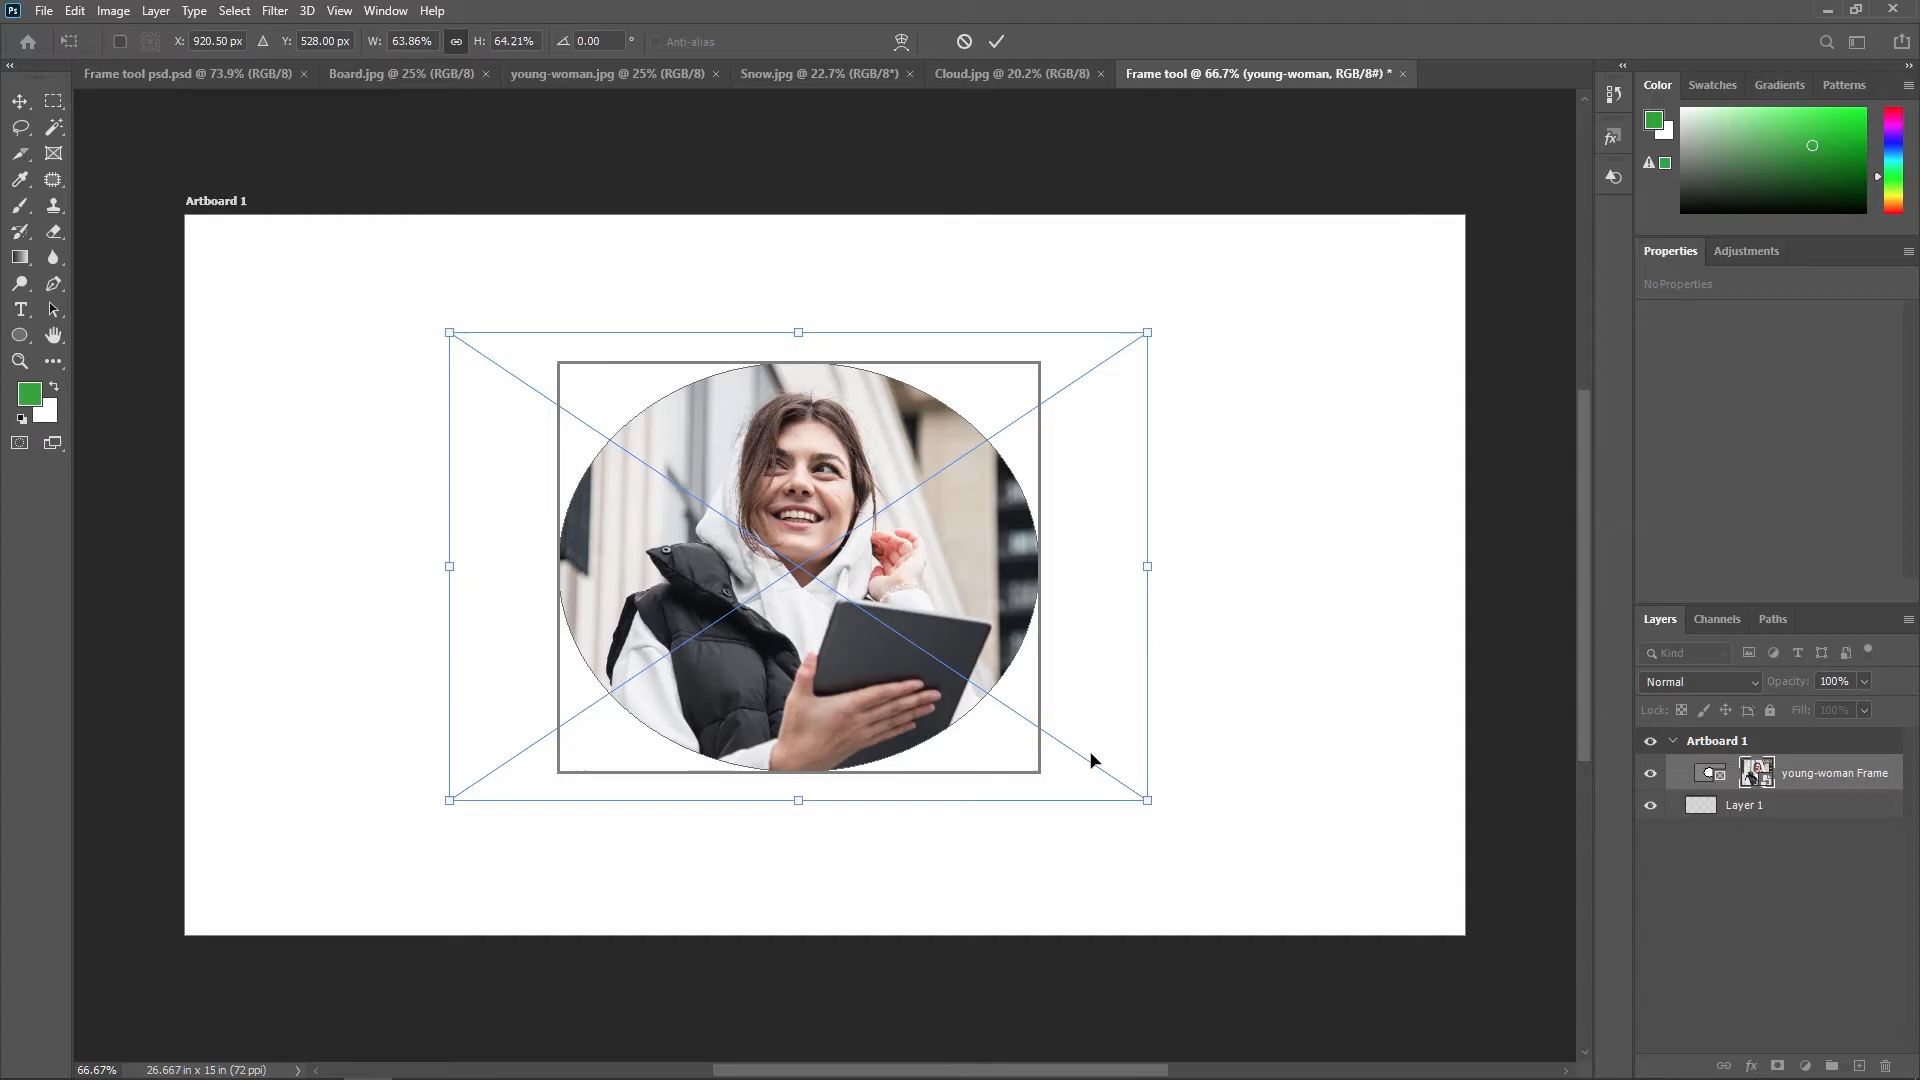 Ps File Edit Image Layer Type Select Filter 3D View Window Help
X: 920.50 px Y: 528.00 px W: 63.86% H: 64.21% 0.00 ° Anti-alias
Frame tool psd.psd @ 73.9% (RGB/8) × Board.jpg @ 25% (RGB/8) × young-woman.jpg @ 25% (RGB/8) × Snow.jpg @ 22.7% (RGB/8*) × Cloud.jpg @ 20.2% (RGB/8) × Frame tool @ 66.7% (young-woman, RGB/8#) * ×
Color Swatches Gradients Patterns
Artboard 1
Properties Adjustments
No Properties
Layers Channels Paths
Kind
Normal Opacity: 100%
Lock: Fill: 100%
Artboard 1
young-woman Frame
Layer 1
66.67% 26.667 in x 15 in (72 ppi)